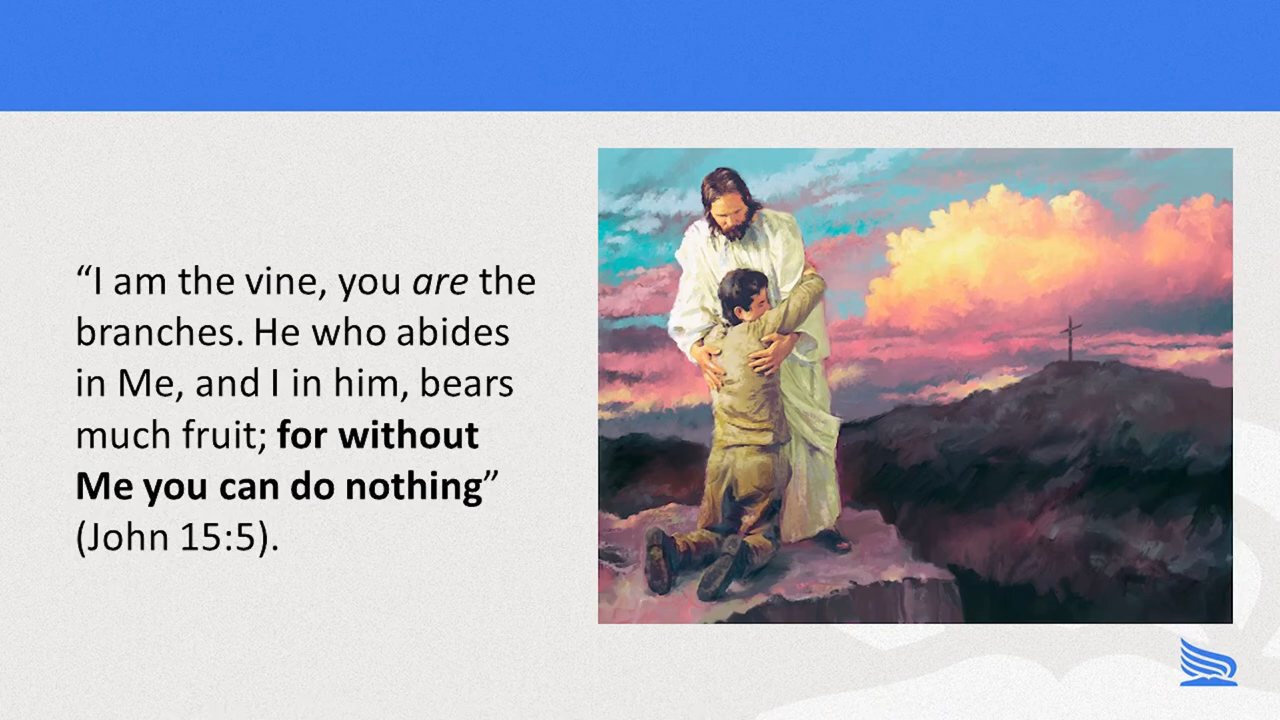 “I am the vine, you are the
branches. He who abides
in Me, and I in him, bears
much fruit; for without
Me you can do nothing”
(John 15:5).